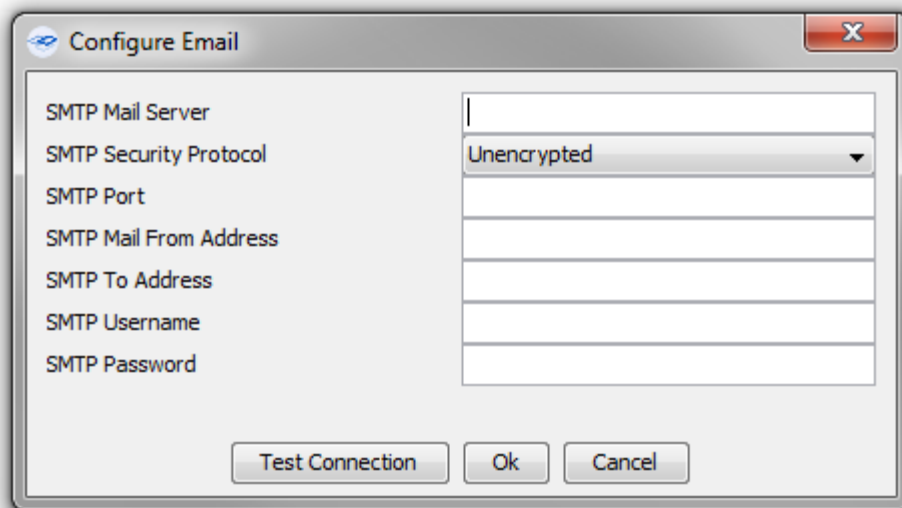 Configure Email
SMTP Mail Server
SMTP Security Protocol Unencrypted
SMTP Port
SMTP Mail From Address
SMTP To Address
SMTP Username
SMTP Password
Test Connection Ok Cancel